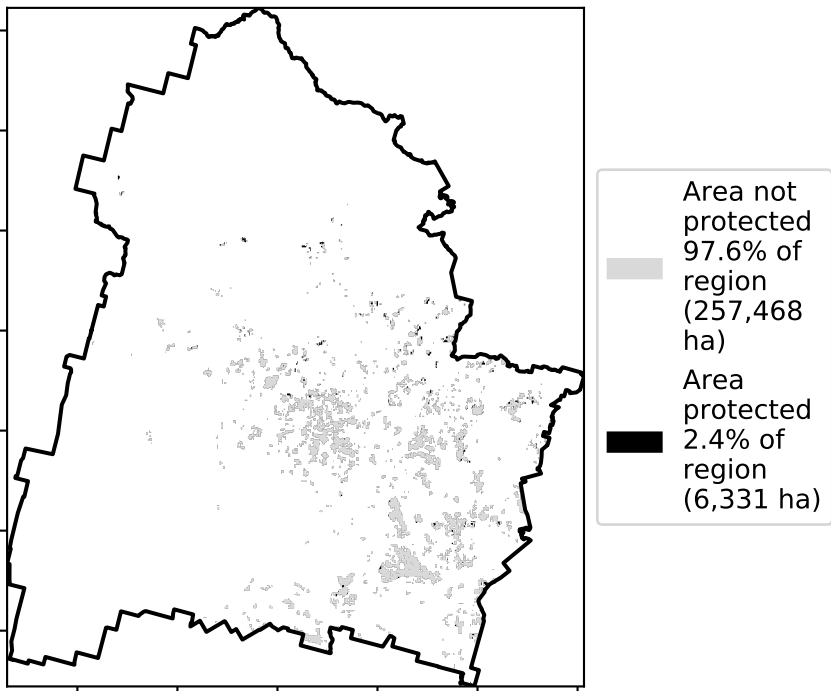 Area not
protected
97.6% of
region
(257,468
ha)
Area
protected
2.4% of
region
(6,331 ha)